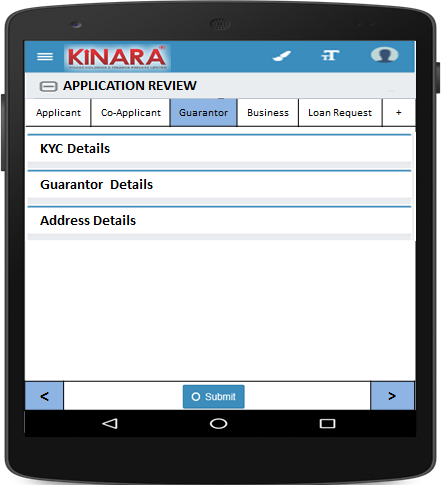 KINARA
APPLICATION REVIEW
Applicant Co-Applicant Guarantor Business Loan Request +
KYC Details
Guarantor Details
Address Details
< Submit >